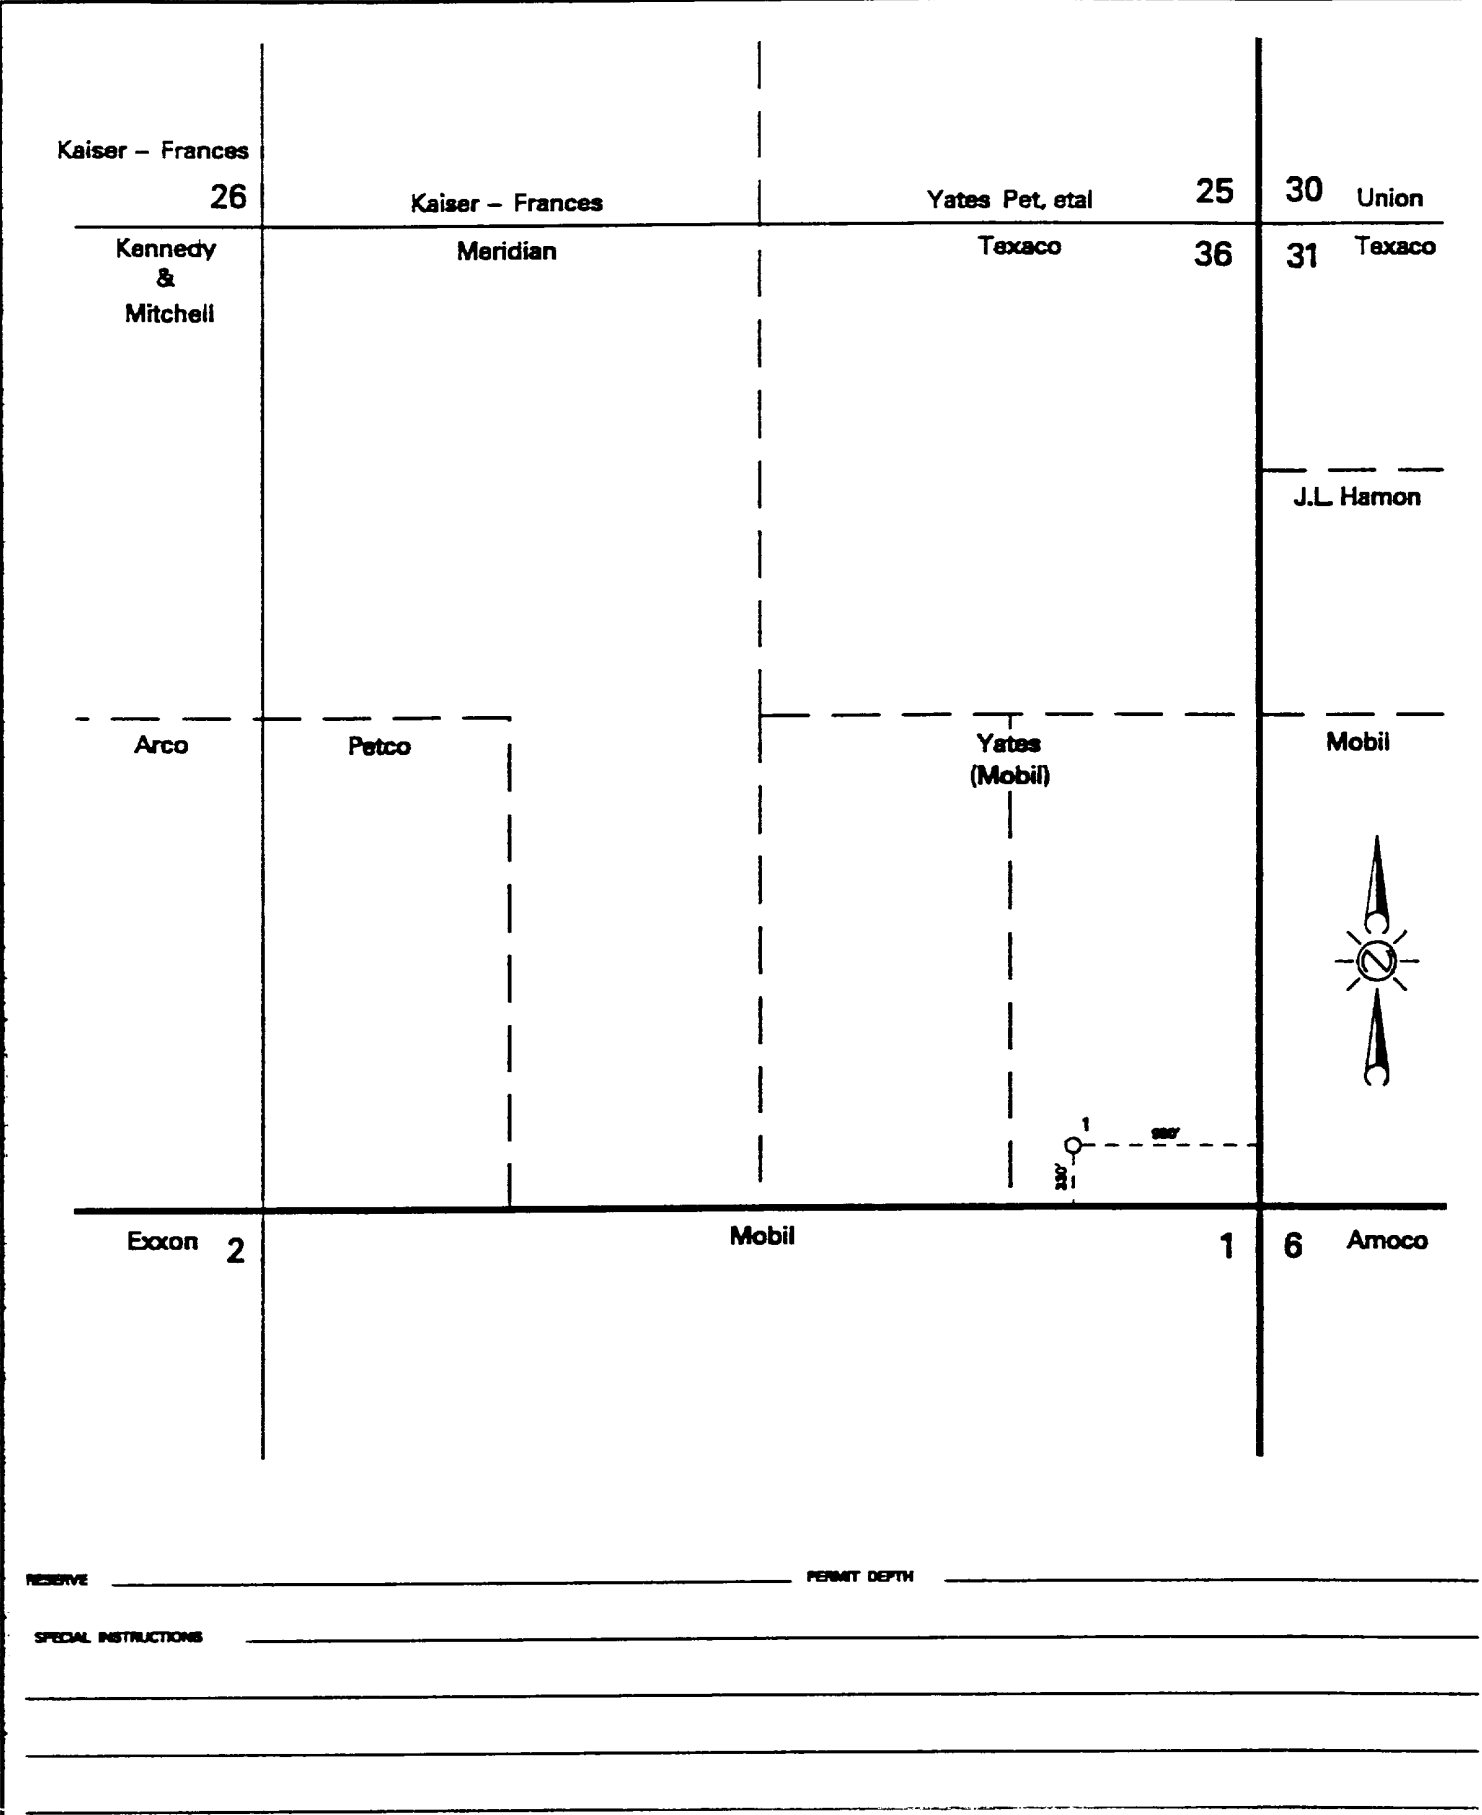 Kaiser – Frances
26
Kaiser – Frances
Yates Pet, etal
25
30
Union
Kennedy
&
Mitchell
Meridian
Texaco
36
31
Texaco
J.L. Hamon
Arco
Petco
Yates
(Mobil)
Mobil
N
1
330'
Exxon
2
Mobil
1
6
Amoco
RESERVE
PERMIT DEPTH
SPECIAL INSTRUCTIONS